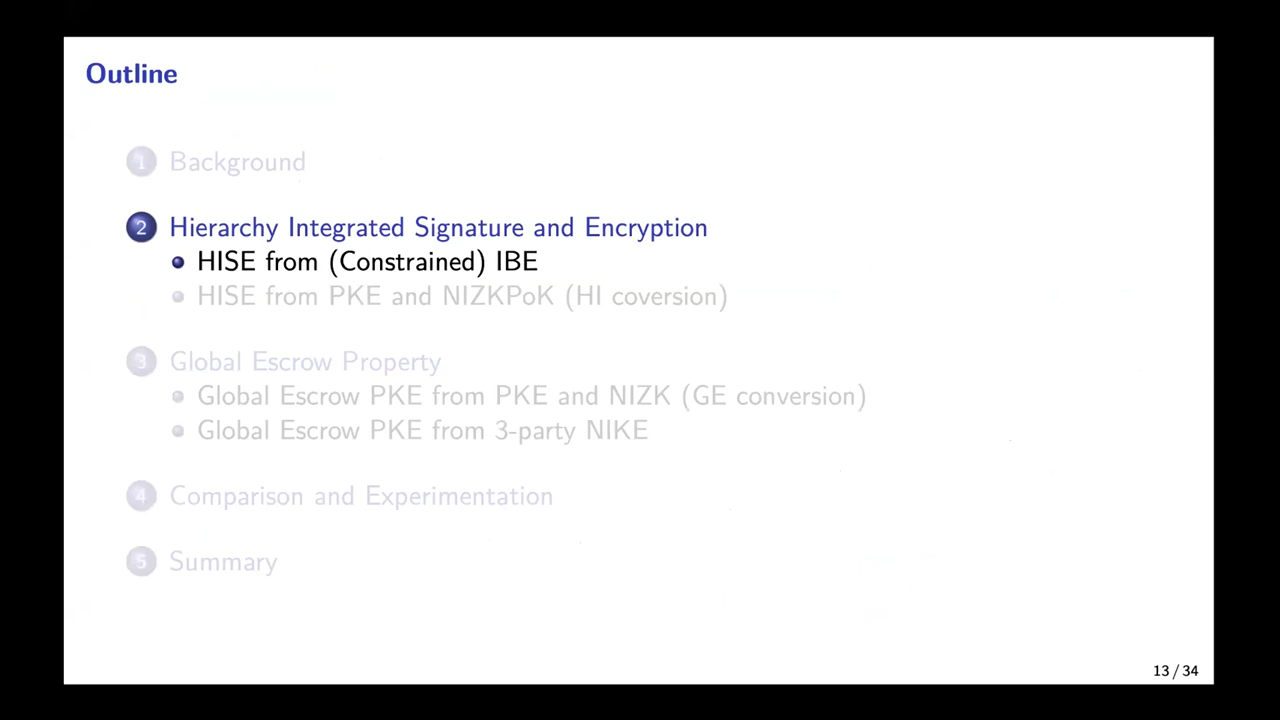 Outline
1 Background
2 Hierarchy Integrated Signature and Encryption
HISE from (Constrained) IBE
HISE from PKE and NIZKPoK (HI coversion)
3 Global Escrow Property
Global Escrow PKE from PKE and NIZK (GE conversion)
Global Escrow PKE from 3-party NIKE
4 Comparison and Experimentation
5 Summary
13 / 34